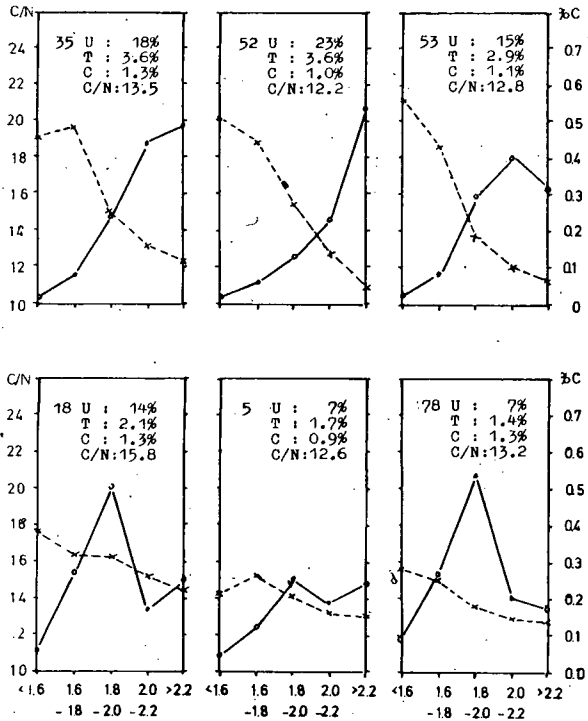 C/N
%C
24
22
20
18
16
14
12
10
35 U : 18%
T : 3.6%
C : 1.3%
C/N:13.5
52 U : 23%
T : 3.6%
C : 1.0%
C/N:12.2
53 U : 15%
T : 2.9%
C : 1.1%
C/N:12.8
0.7
0.6
0.5
0.4
0.3
0.2
0.1
0
C/N
%C
24
22
20
18
16
14
10
18 U : 14%
T : 2.1%
C : 1.3%
C/N:15.8
5 U : 7%
T : 1.7%
C : 0.9%
C/N:12.6
78 U : 7%
T : 1.4%
C : 1.3%
C/N:13.2
0.7
0.6
0.5
0.4
0.3
0.2
0.1
0.0
<1.6 1.6 1.8 2.0 >2.2
-1.8 -2.0 -2.2
<1.6 1.6 1.8 2.0 >2.2
-1.8 -2.0 -2.2
<1.6 1.6 1.8 2.0 >2.2
-1.8 -2.0 -2.2